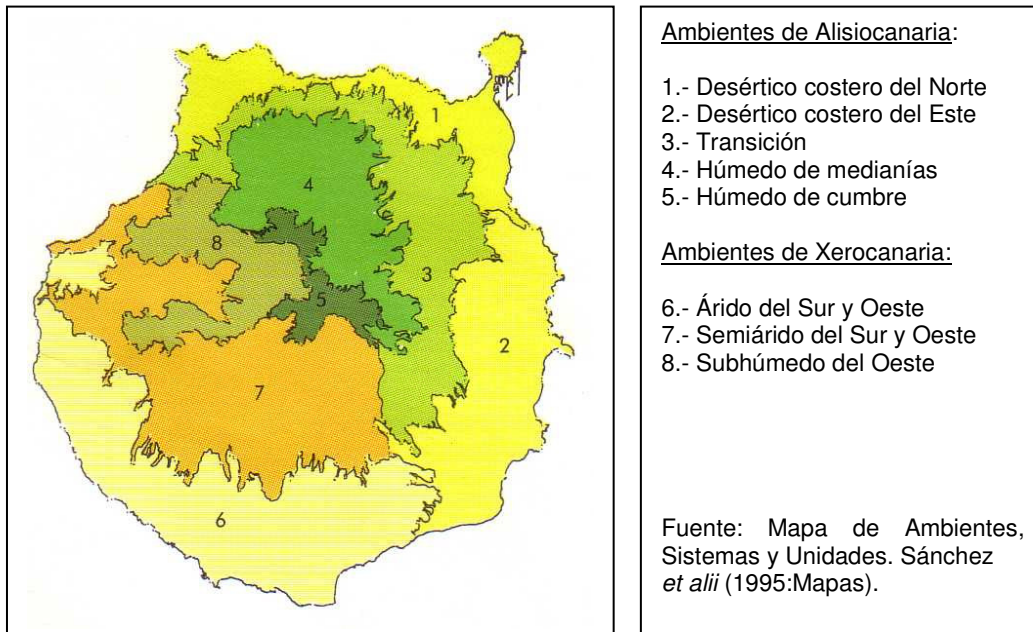 1
4
8
3
5
2
7
6
Ambientes de Alisiocanaria:
1.- Desértico costero del Norte
2.- Desértico costero del Este
3.- Transición
4.- Húmedo de medianías
5.- Húmedo de cumbre
Ambientes de Xerocanaria:
6.- Árido del Sur y Oeste
7.- Semiárido del Sur y Oeste
8.- Subhúmedo del Oeste
Fuente: Mapa de Ambientes,
Sistemas y Unidades. Sánchez
et alii (1995:Mapas).